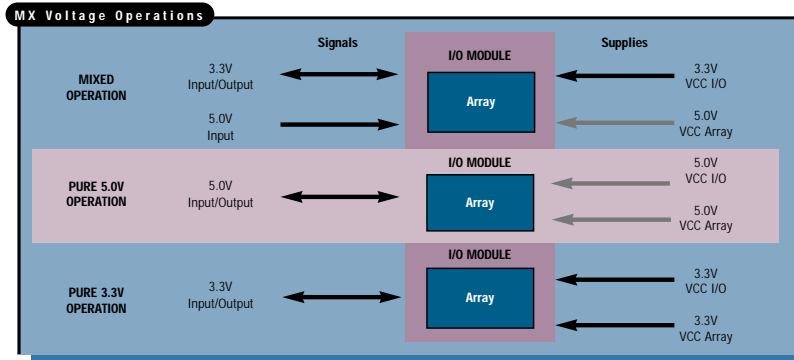 MX Voltage Operations
Signals
Supplies
MIXED
OPERATION
3.3V
Input/Output
5.0V
Input
I/O MODULE
Array
3.3V
VCC I/O
5.0V
VCC Array
PURE 5.0V
OPERATION
5.0V
Input/Output
I/O MODULE
Array
5.0V
VCC I/O
5.0V
VCC Array
PURE 3.3V
OPERATION
3.3V
Input/Output
I/O MODULE
Array
3.3V
VCC I/O
3.3V
VCC Array